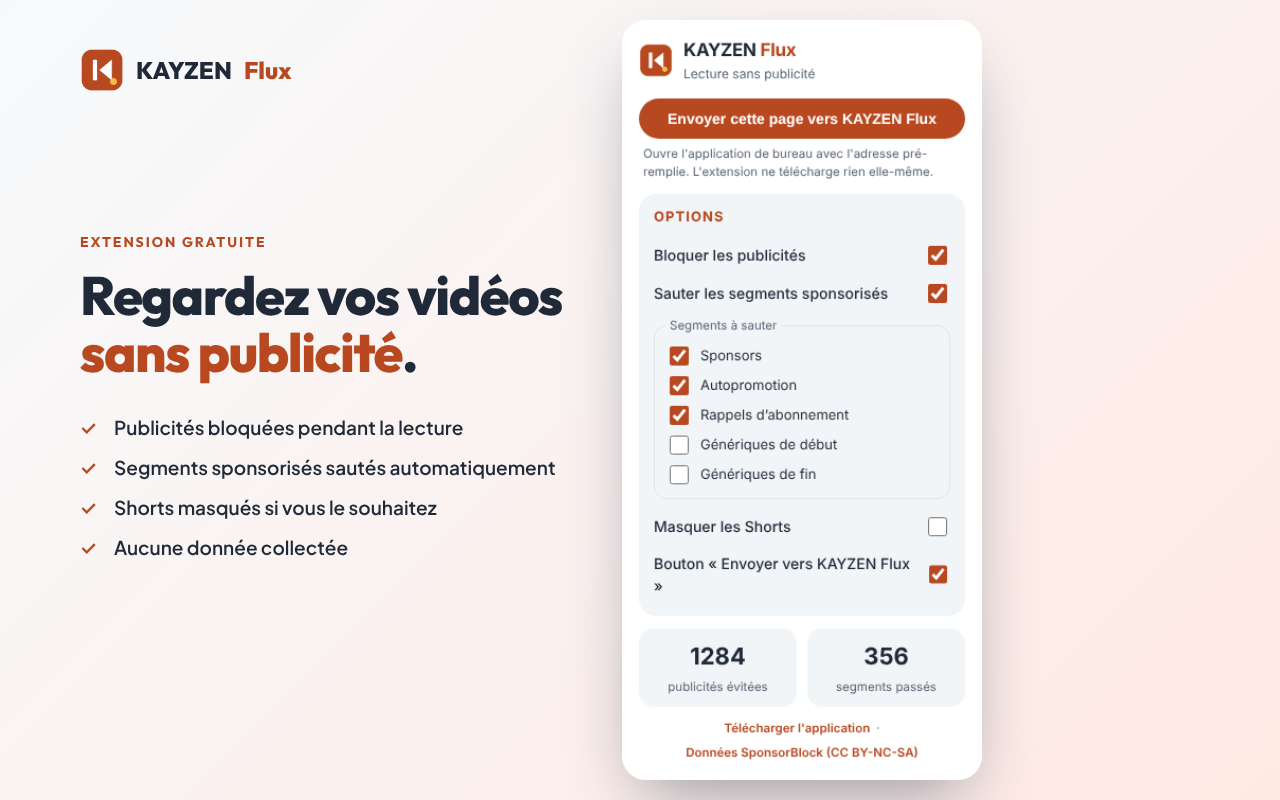 KAYZEN Flux
EXTENSION GRATUITE
Regardez vos vidéos
sans publicité.
Publicités bloquées pendant la lecture
Segments sponsorisés sautés automatiquement
Shorts masqués si vous le souhaitez
Aucune donnée collectée
KAYZEN Flux
Lecture sans publicité
Envoyer cette page vers KAYZEN Flux
Ouvre l'application de bureau avec l'adresse pré-
remplie. L'extension ne télécharge rien elle-même.
OPTIONS
Bloquer les publicités
Sauter les segments sponsorisés
Segments à sauter
Sponsors
Autopromotion
Rappels d’abonnement
Génériques de début
Génériques de fin
Masquer les Shorts
Bouton « Envoyer vers KAYZEN Flux
»
1284
publicités évitées
356
segments passés
Télécharger l'application ·
Données SponsorBlock (CC BY-NC-SA)